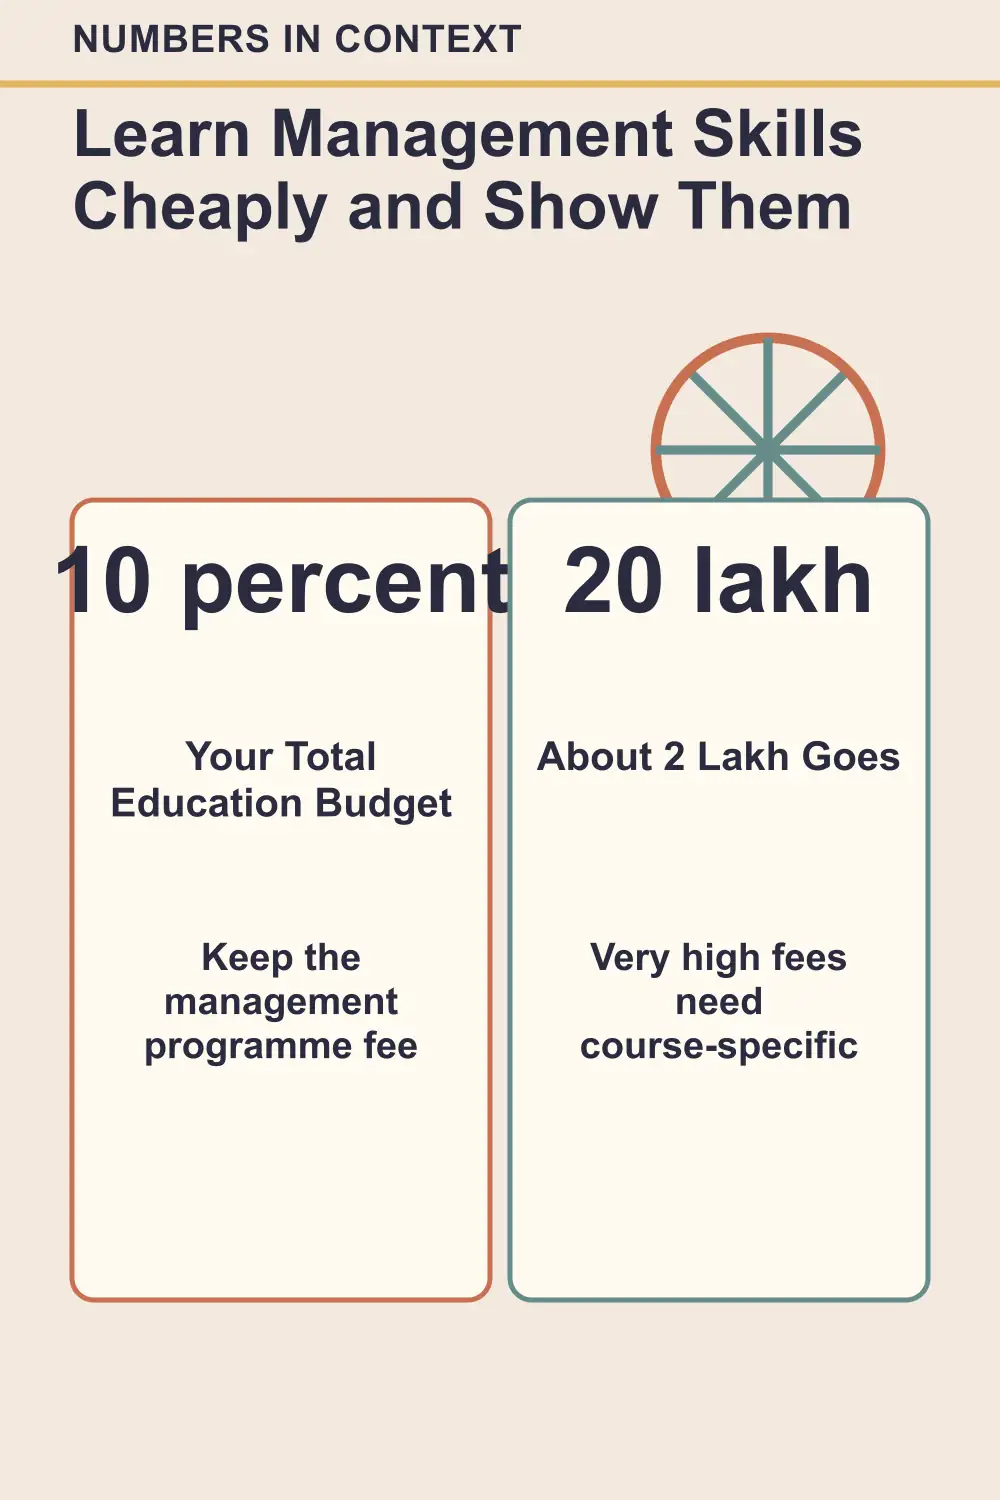 NUMBERS IN CONTEXT
Learn Management Skills
Cheaply and Show Them
10 percent
Your Total
Education Budget
Keep the
management
programme fee
20 lakh
About 2 Lakh Goes
Very high fees
need
course-specific